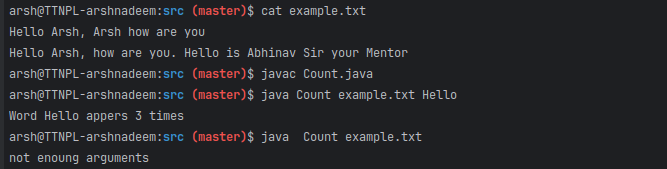 arsh@TTNPL-arshnadeem:src (master)$ cat example.txt
Hello Arsh, Arsh how are you
Hello Arsh, how are you. Hello is Abhinav Sir your Mentor
arsh@TTNPL-arshnadeem:src (master)$ javac Count.java
arsh@TTNPL-arshnadeem:src (master)$ java Count example.txt Hello
Word Hello appers 3 times
arsh@TTNPL-arshnadeem:src (master)$ java  Count example.txt
not enoung arguments